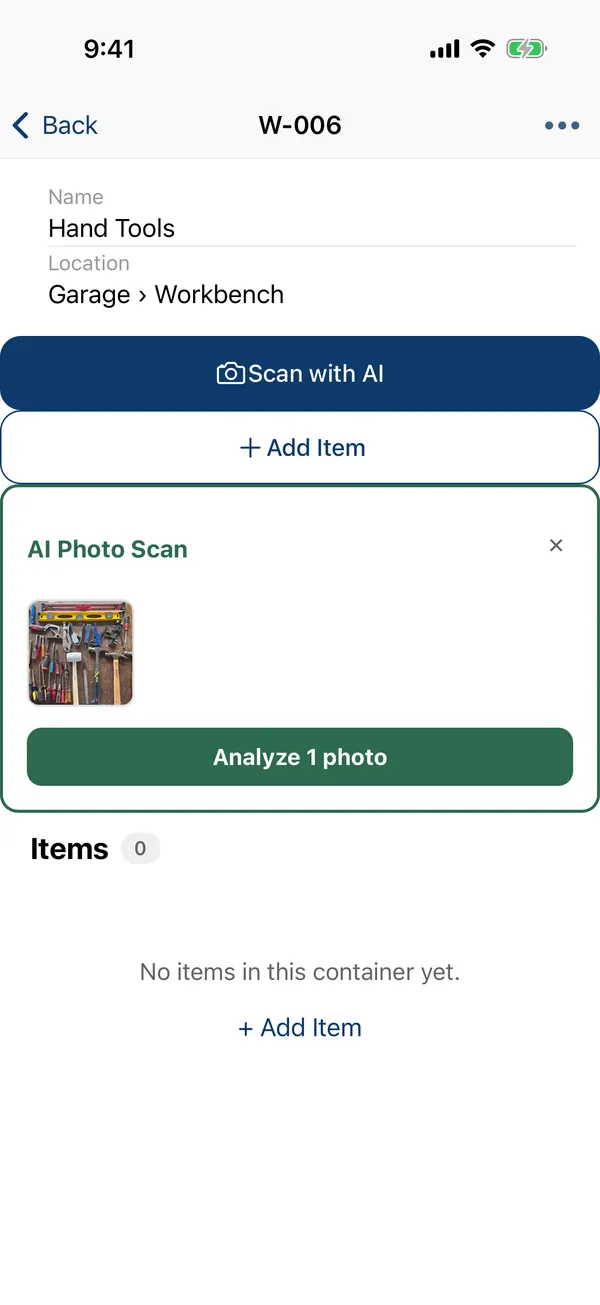 9:41
Back
W-006
Name
Hand Tools
Location
Garage › Workbench
Scan with AI
+ Add Item
AI Photo Scan
×
Analyze 1 photo
Items 0
No items in this container yet.
+ Add Item